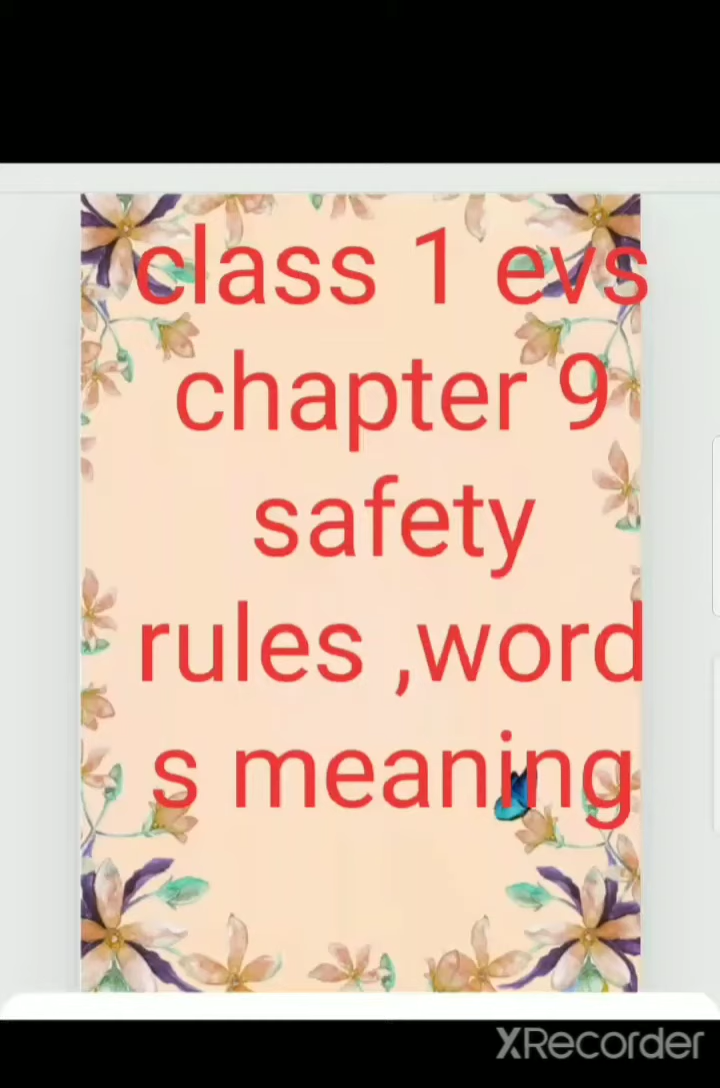 class 1 evs
chapter 9
safety
rules ,word
s meaning
XRecorder